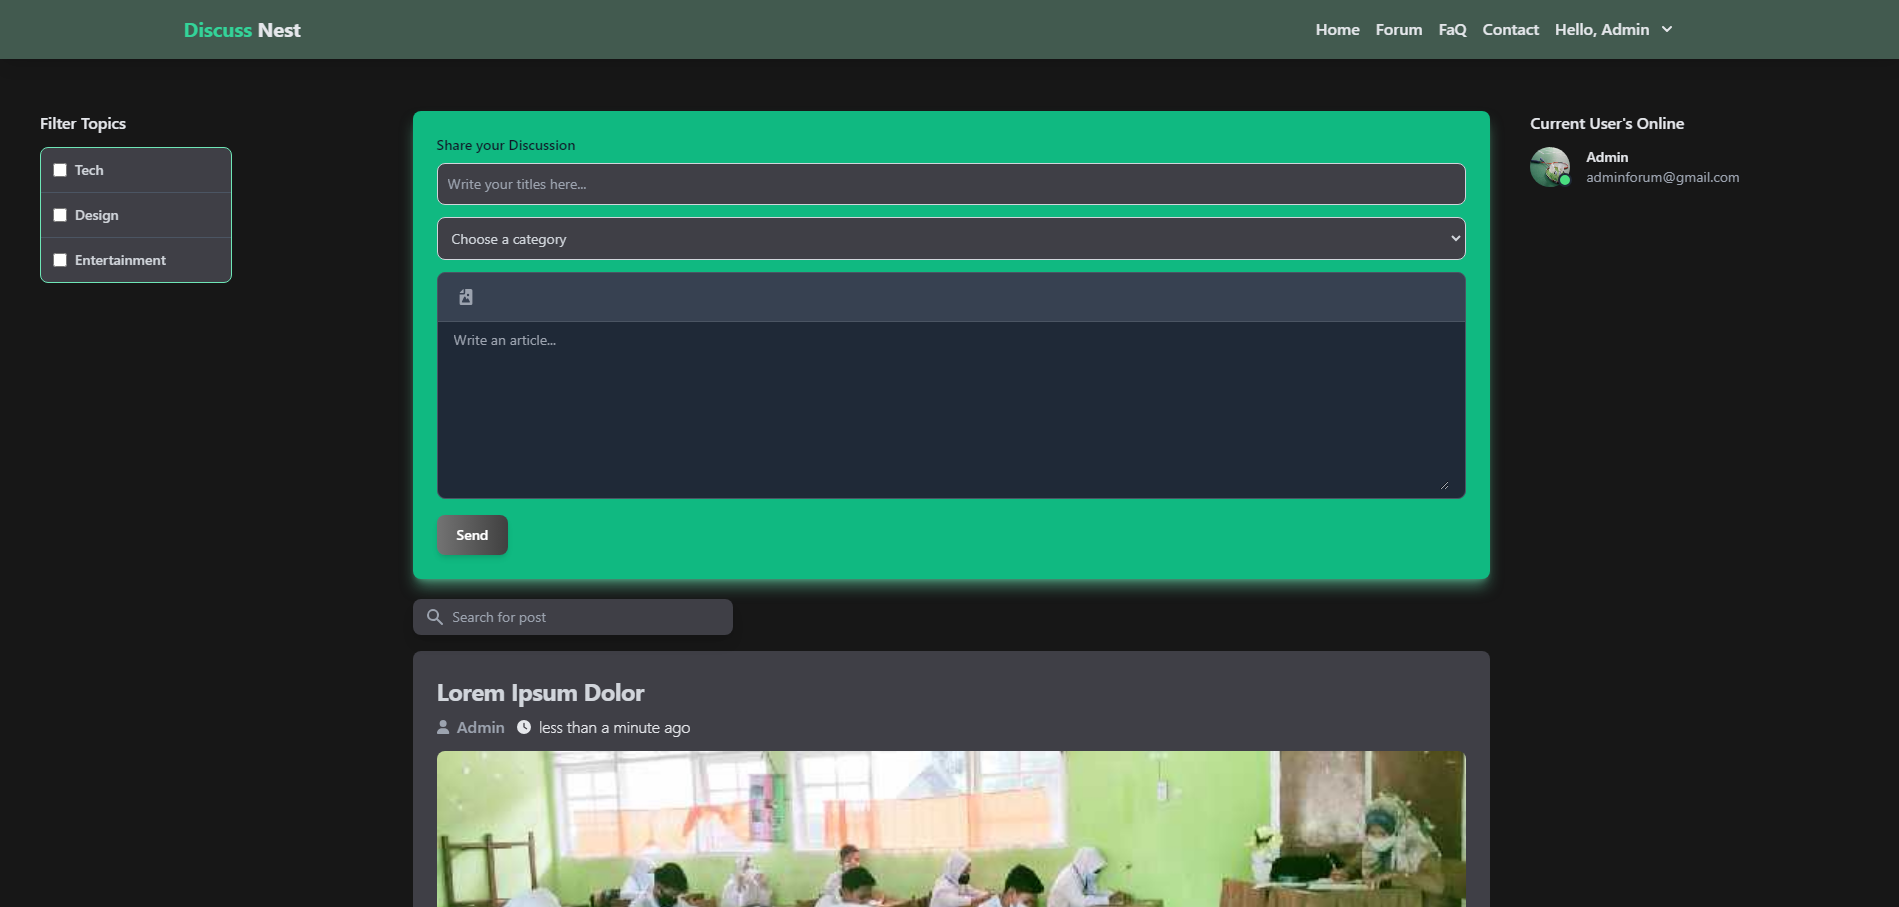 Discuss Nest
Home Forum FaQ Contact Hello, Admin
Filter Topics
Tech
Design
Entertainment
Share your Discussion
Write your titles here...
Choose a category
Write an article...
Send
Current User's Online
Admin
adminforum@gmail.com
Search for post
Lorem Ipsum Dolor
Admin less than a minute ago